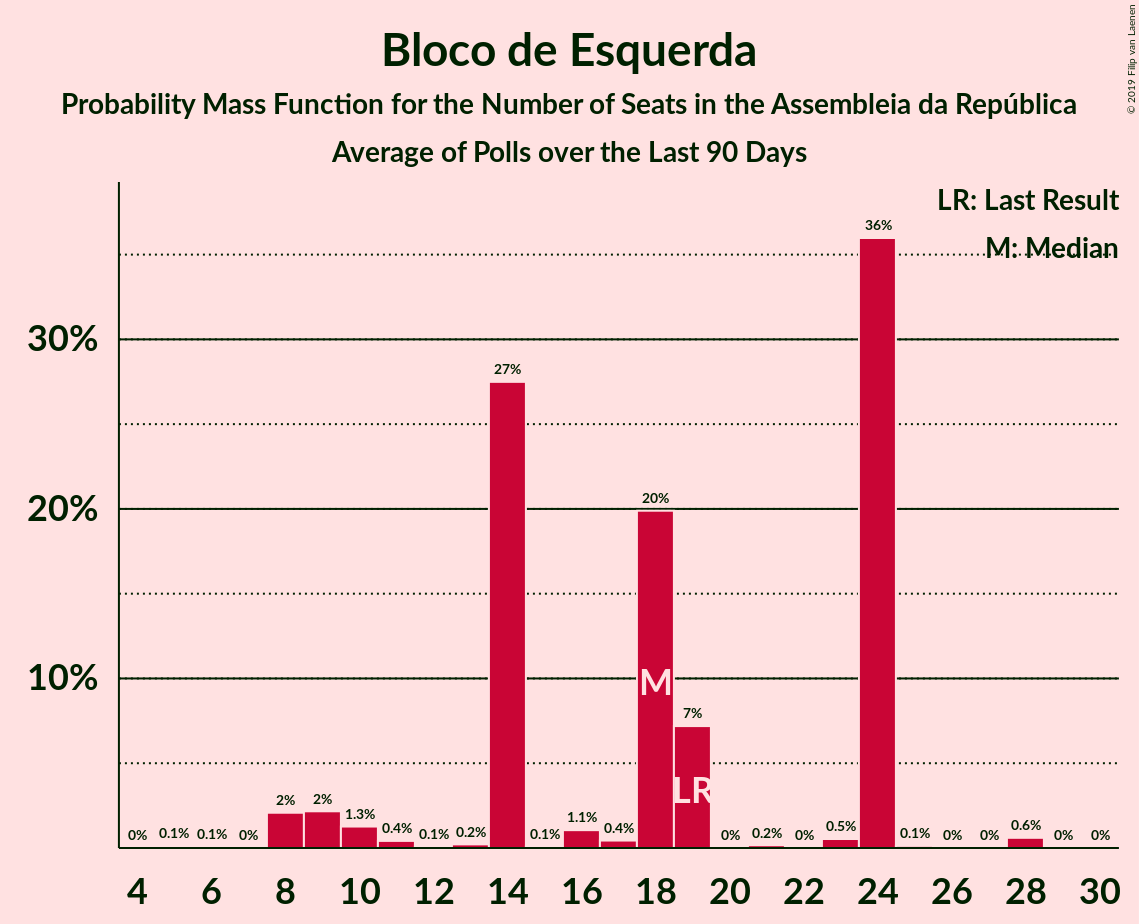 Bloco de Esquerda
Probability Mass Function for the Number of Seats in the Assembleia da República
Average of Polls over the Last 90 Days
© 2019 Filip van Laenen
LR: Last Result
M: Median
36%
30%
27%
20%
20%
10%
M
7%
LR
0% 0.1% 0.1% 0% 2% 2% 1.3% 0.4% 0.1% 0.2% 0.1% 1.1% 0.4% 0% 0.2% 0% 0.5% 0.1% 0% 0% 0.6% 0% 0%
4 6 8 10 12 14 16 18 20 22 24 26 28 30